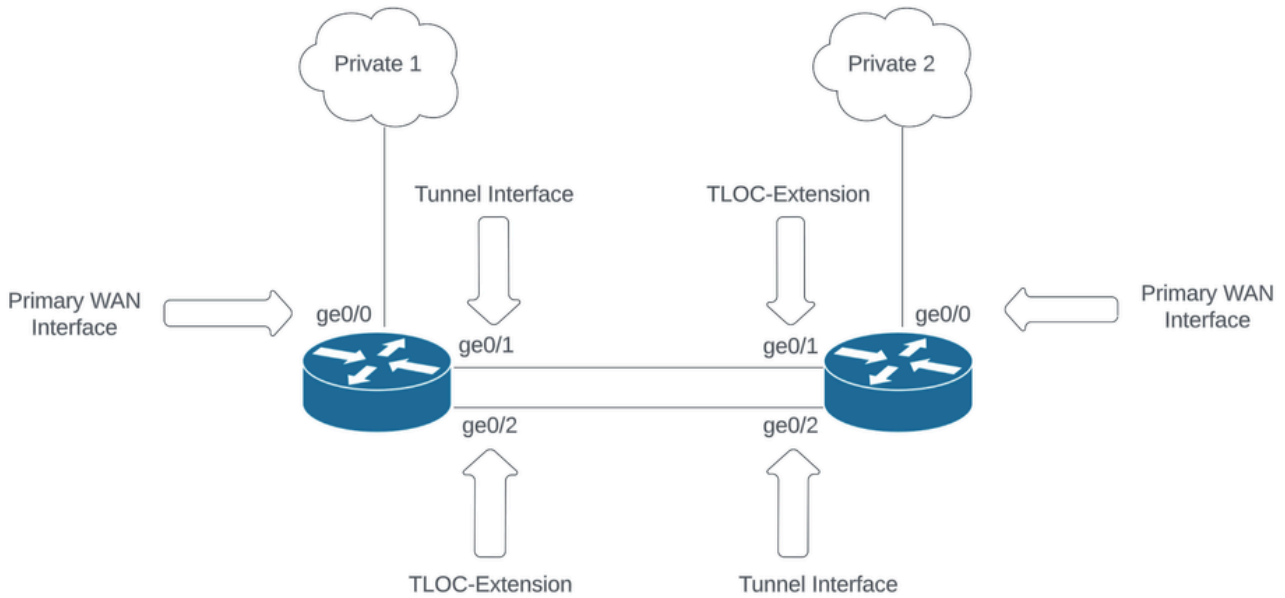 Private 1
Private 2
Tunnel Interface
TLOC-Extension
Primary WAN
Interface
ge0/0
ge0/0
Primary WAN
Interface
ge0/1
ge0/1
ge0/2
ge0/2
TLOC-Extension
Tunnel Interface